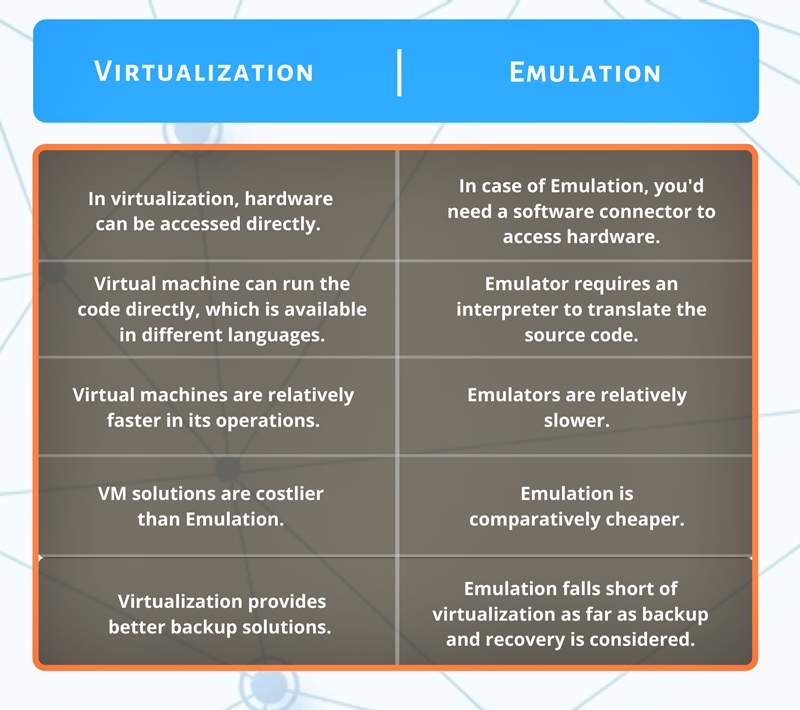 Virtualization
Emulation
In virtualization, hardware
can be accessed directly.
In case of Emulation, you'd
need a software connector to
access hardware.
Virtual machine can run the
code directly, which is available
in different languages.
Emulator requires an
interpreter to translate the
source code.
Virtual machines are relatively
faster in its operations.
Emulators are relatively
slower.
VM solutions are costlier
than Emulation.
Emulation is
comparatively cheaper.
Virtualization provides
better backup solutions.
Emulation falls short of
virtualization as far as backup
and recovery is considered.